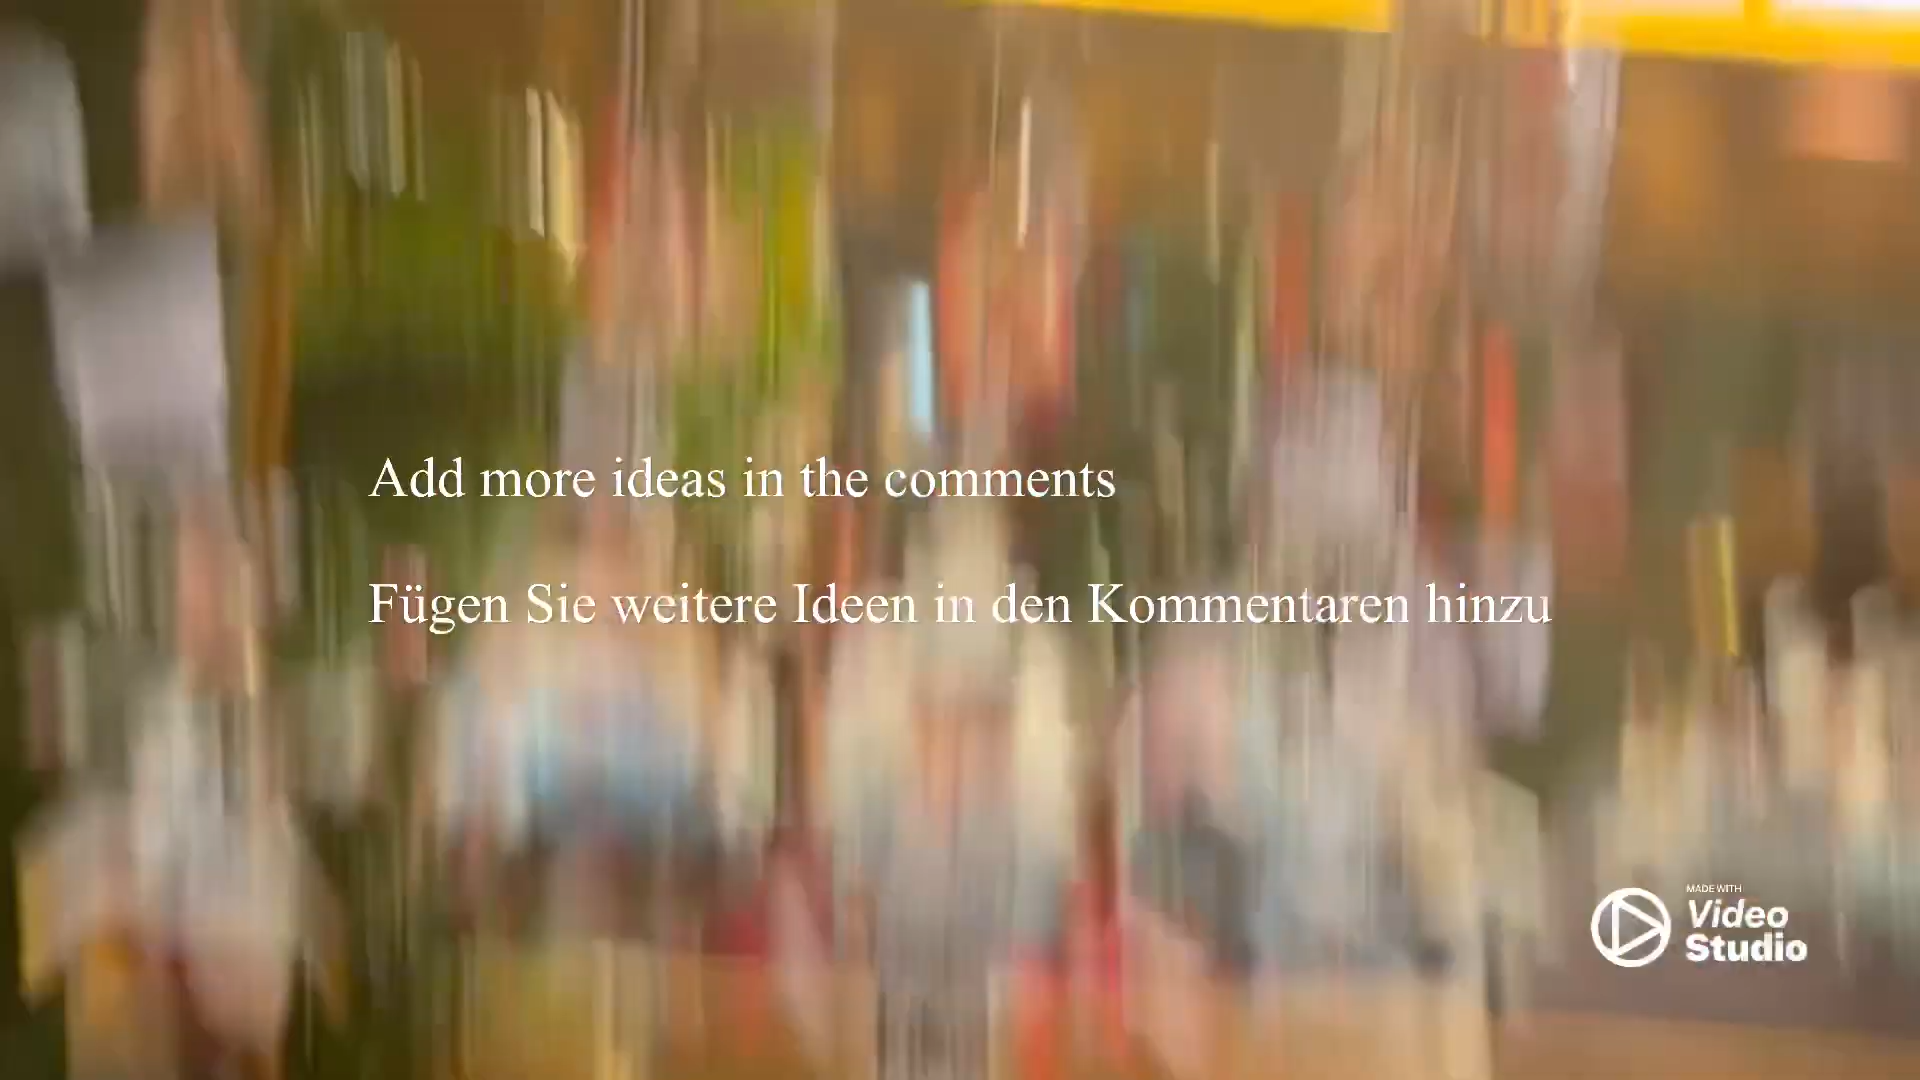 Add more ideas in the comments
Fügen Sie weitere Ideen in den Kommentaren hinzu
MADE WITH
Video
Studio